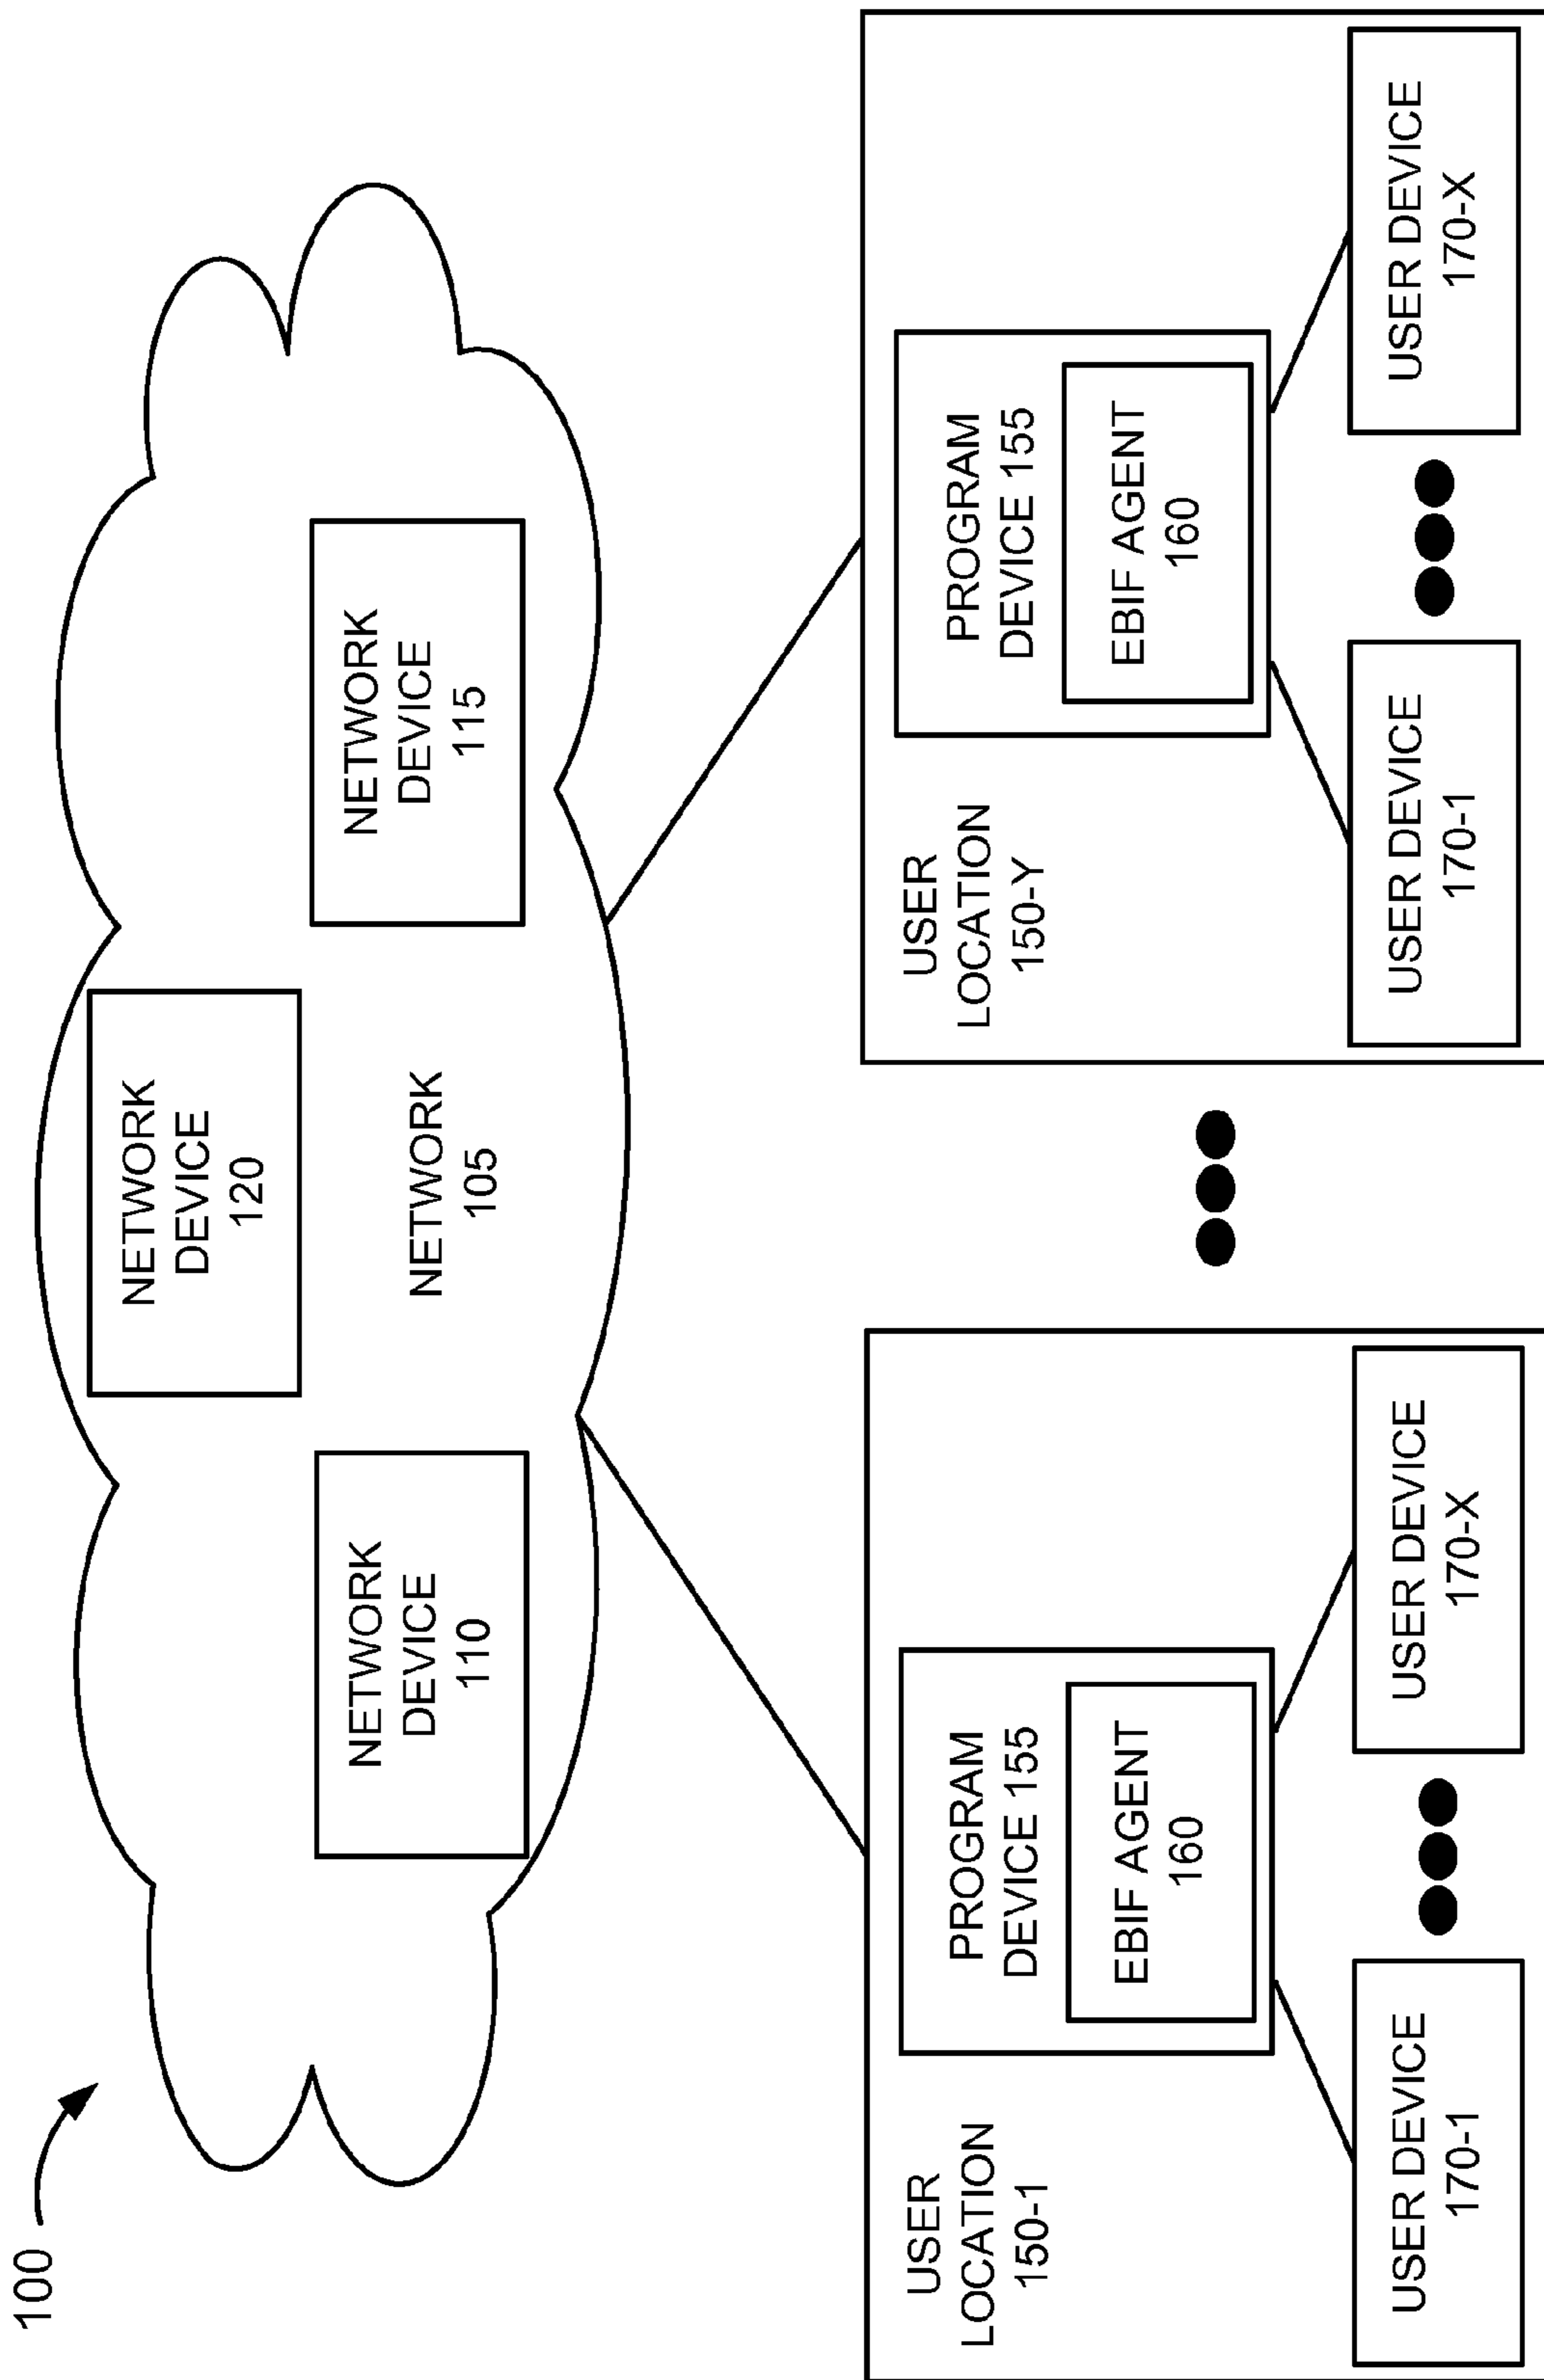 100
NETWORK
DEVICE
120
NETWORK
DEVICE
110
NETWORK
105
NETWORK
DEVICE
115
USER
LOCATION
150-1
PROGRAM
DEVICE 155
EBIF AGENT
160
USER DEVICE
170-1
USER DEVICE
170-X
USER
LOCATION
150-Y
PROGRAM
DEVICE 155
EBIF AGENT
160
USER DEVICE
170-1
USER DEVICE
170-X